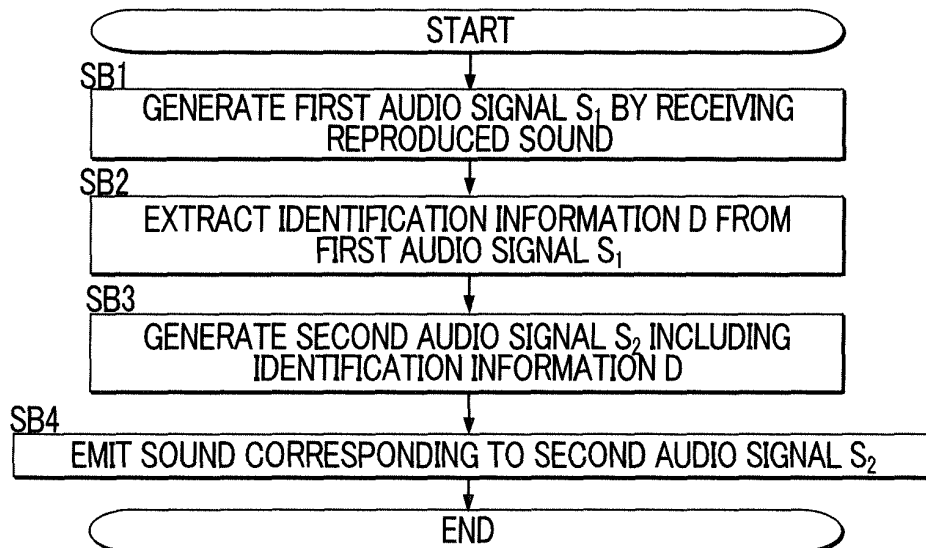 START
SB1
GENERATE FIRST AUDIO SIGNAL S₁ BY RECEIVING
REPRODUCED SOUND
SB2
EXTRACT IDENTIFICATION INFORMATION D FROM
FIRST AUDIO SIGNAL S₁
SB3
GENERATE SECOND AUDIO SIGNAL S₂ INCLUDING
IDENTIFICATION INFORMATION D
SB4
EMIT SOUND CORRESPONDING TO SECOND AUDIO SIGNAL S₂
END